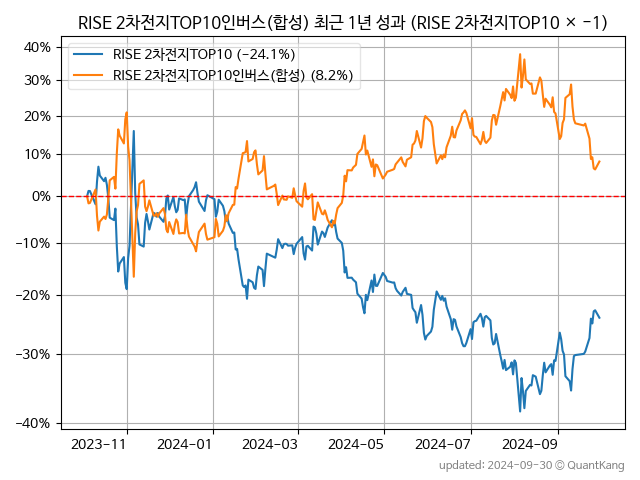 RISE 2차전지TOP10인버스(합성) 최근 1년 성과 (RISE 2차전지TOP10 × -1)
RISE 2차전지TOP10 (-24.1%)
RISE 2차전지TOP10인버스(합성) (8.2%)
40%
30%
20%
10%
0%
-10%
-20%
-30%
-40%
2023-11 2024-01 2024-03 2024-05 2024-07 2024-09
updated: 2024-09-30 © QuantKang